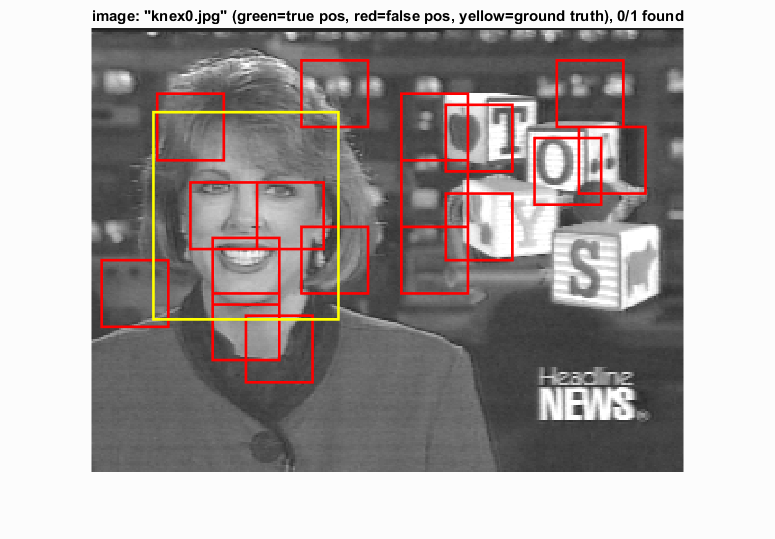 image: "knex0.jpg" (green=true pos, red=false pos, yellow=ground truth), 0/1 found
T
O
Y
S
Headline
NEWS®